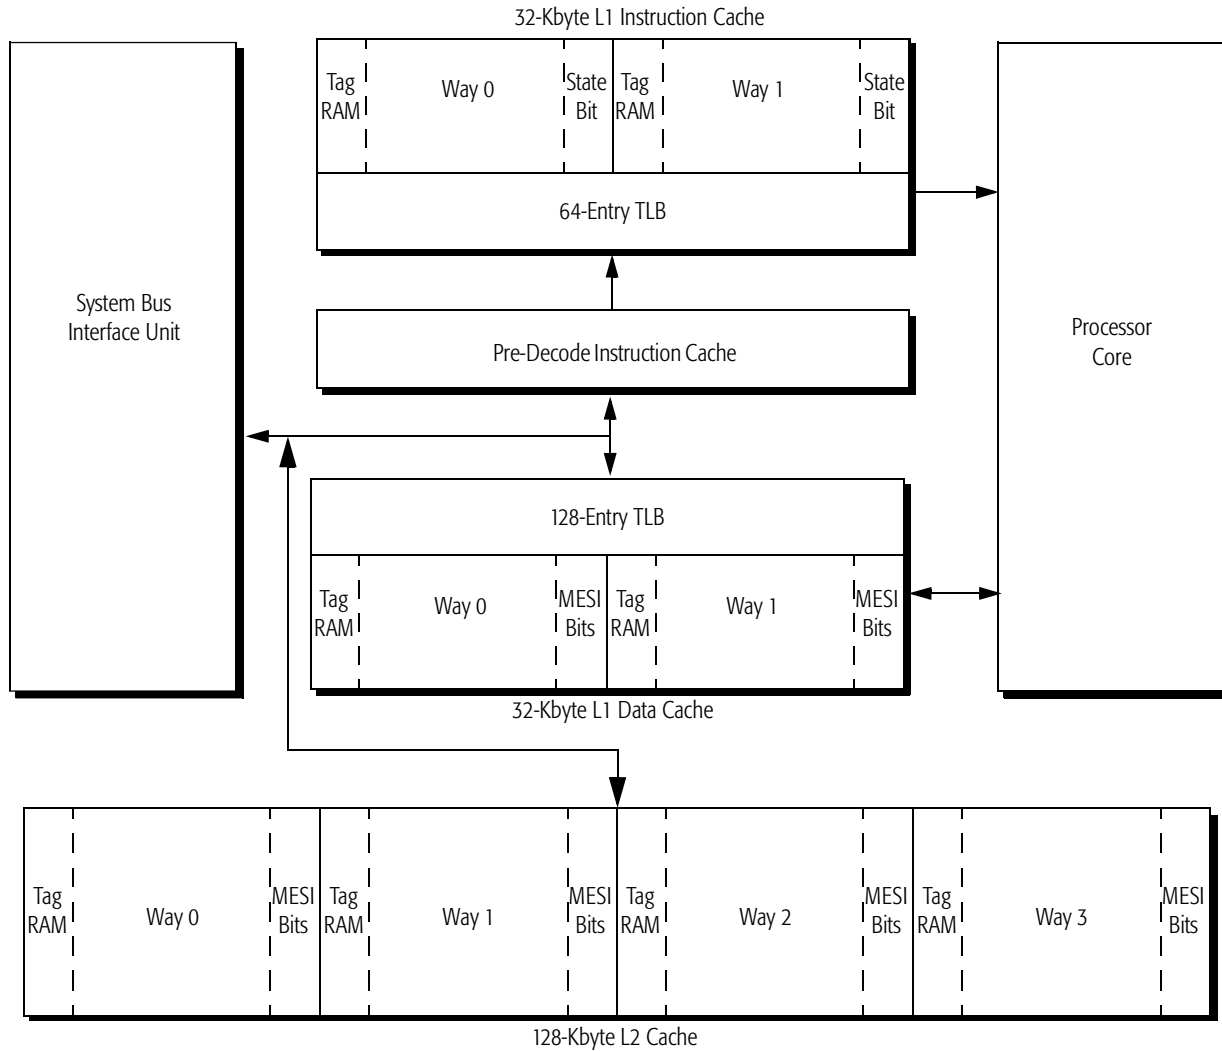 32-Kbyte L1 Instruction Cache
Tag
RAM
Way 0
State
Bit
Tag
RAM
Way 1
State
Bit
64-Entry TLB
System Bus
Interface Unit
Pre-Decode Instruction Cache
Processor
Core
128-Entry TLB
Tag
RAM
Way 0
MESI
Bits
Tag
RAM
Way 1
MESI
Bits
32-Kbyte L1 Data Cache
Tag
RAM
Way 0
MESI
Bits
Tag
RAM
Way 1
MESI
Bits
Tag
RAM
Way 2
MESI
Bits
Tag
RAM
Way 3
MESI
Bits
128-Kbyte L2 Cache